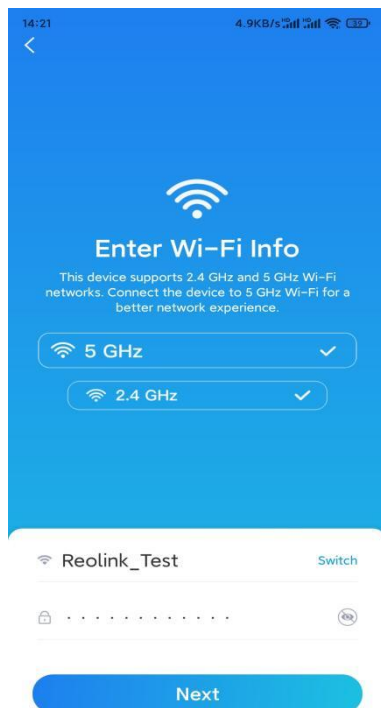 14:21
4.9KB/s 39
Enter Wi-Fi Info
This device supports 2.4 GHz and 5 GHz Wi-Fi
networks. Connect the device to 5 GHz Wi-Fi for a
better network experience.
5 GHz
2.4 GHz
Reolink_Test
Switch
Next